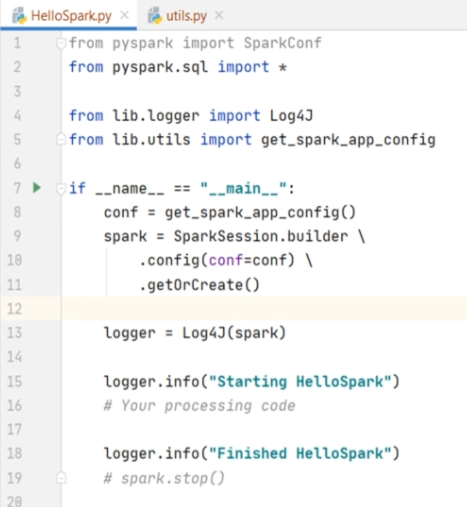 HelloSpark.py × utils.py ×
1 from pyspark import SparkConf
2 from pyspark.sql import *
3
4 from lib.logger import Log4J
5 from lib.utils import get_spark_app_config
6
7 if __name__ == "__main__":
8 conf = get_spark_app_config()
9 spark = SparkSession.builder \
10 .config(conf=conf) \
11 .getOrCreate()
12
13 logger = Log4J(spark)
14
15 logger.info("Starting HelloSpark")
16 # Your processing code
17
18 logger.info("Finished HelloSpark")
19 # spark.stop()
20